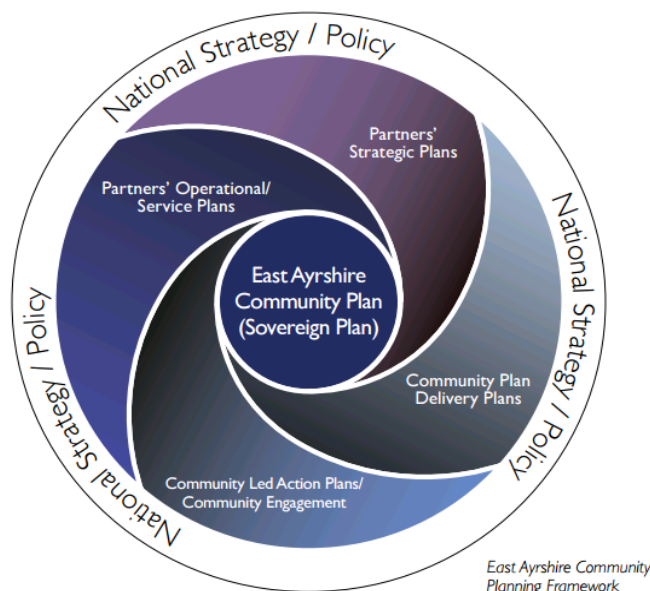 National Strategy / Policy
Partners’
Strategic Plans
Partners’ Operational/
Service Plans
East Ayrshire
Community Plan
(Sovereign Plan)
National Strategy / Policy
Community Plan
Delivery Plans
National Strategy / Policy
Community Led Action Plans/
Community Engagement
East Ayrshire Community
Planning Framework